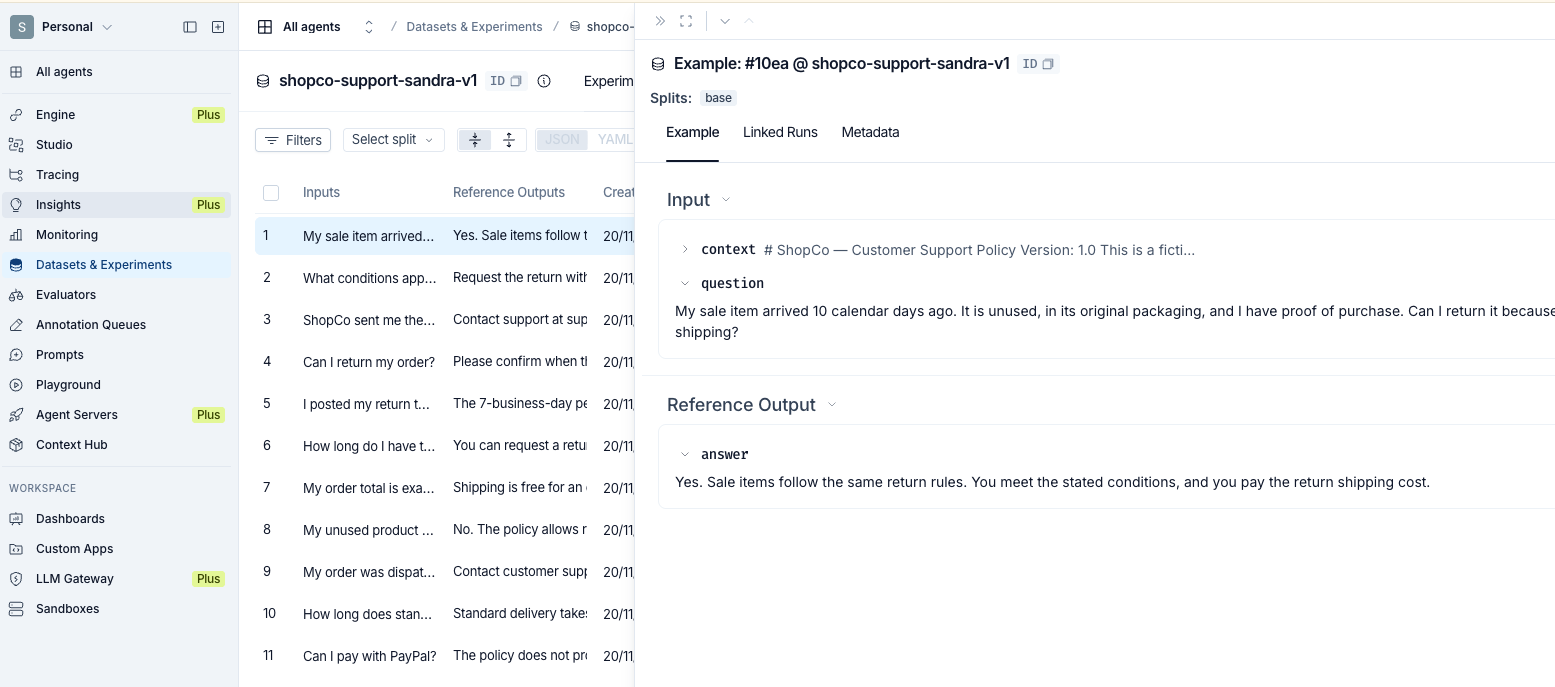 S Personal
All agents
Engine Plus
Studio
Tracing
Insights Plus
Monitoring
Datasets & Experiments
Evaluators
Annotation Queues
Prompts
Playground
Agent Servers Plus
Context Hub
WORKSPACE
Dashboards
Custom Apps
LLM Gateway Plus
Sandboxes
All agents / Datasets & Experiments / shopco-
shopco-support-sandra-v1 ID Experim
Filters Select split JSON YAML
Inputs Reference Outputs Creat
1 My sale item arrived... Yes. Sale items follow t 20/11/
2 What conditions app... Request the return with 20/11/
3 ShopCo sent me the... Contact support at sup 20/11/
4 Can I return my order? Please confirm when th 20/11/
5 I posted my return t... The 7-business-day pe 20/11/
6 How long do I have t... You can request a retu 20/11/
7 My order total is exa... Shipping is free for an 20/11/
8 My unused product ... No. The policy allows r 20/11/
9 My order was dispat... Contact customer supp 20/11/
10 How long does stan... Standard delivery takes 20/11/
11 Can I pay with PayPal? The policy does not pro 20/11/
Example: #10ea @ shopco-support-sandra-v1 ID
Splits: base
Example Linked Runs Metadata
Input
context # ShopCo — Customer Support Policy Version: 1.0 This is a ficti...
question
My sale item arrived 10 calendar days ago. It is unused, in its original packaging, and I have proof of purchase. Can I return it because
shipping?
Reference Output
answer
Yes. Sale items follow the same return rules. You meet the stated conditions, and you pay the return shipping cost.